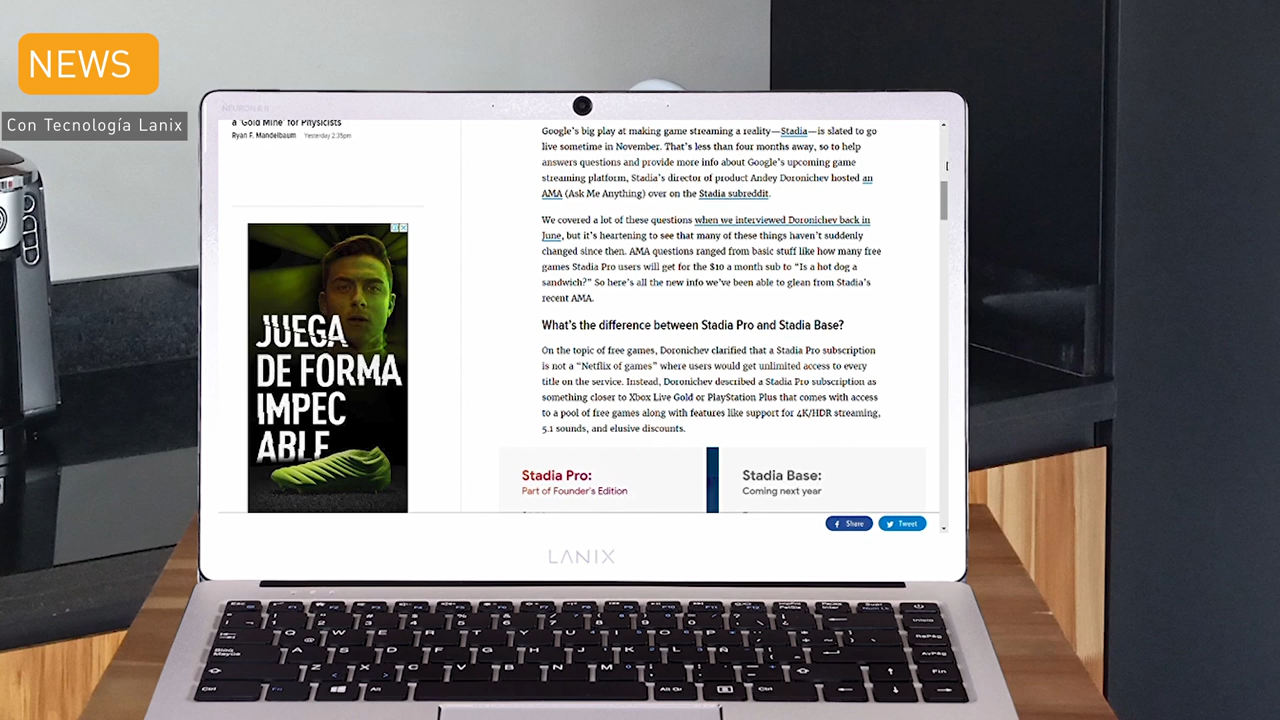 NEWS
Con Tecnología Lanix
a 'Gold Mine' for Physicists
Ryan F. Mandelbaum Yesterday 2:35pm
JUEGA
DE FORMA
IMPEC
ABLE
Google's big play at making game streaming a reality—Stadia—is slated to go
live sometime in November. That's less than four months away, so to help
answers questions and provide more info about Google's upcoming game
streaming platform, Stadia's director of product Andey Doronichev hosted an
AMA (Ask Me Anything) over on the Stadia subreddit.
We covered a lot of these questions when we interviewed Doronichev back in
June, but it's heartening to see that many of these things haven't suddenly
changed since then. AMA questions ranged from basic stuff like how many free
games Stadia Pro users will get for the $10 a month sub to "Is a hot dog a
sandwich?" So here's all the new info we've been able to glean from Stadia's
recent AMA.
What's the difference between Stadia Pro and Stadia Base?
On the topic of free games, Doronichev clarified that a Stadia Pro subscription
is not a "Netflix of games" where users would get unlimited access to every
title on the service. Instead, Doronichev described a Stadia Pro subscription as
something closer to Xbox Live Gold or PlayStation Plus that comes with access
to a pool of free games along with features like support for 4K/HDR streaming,
5.1 sounds, and elusive discounts.
Stadia Pro:
Part of Founder's Edition
Stadia Base:
Coming next year
Share
Tweet
LANIX
Q W E R T Y U I O P
Inicio
RePág
Bloq
Mayús
A S D F G H J K L Ñ
AvPág
Z X C V B N M
Fin
Ctrl Fn Alt Alt Gr Ctrl